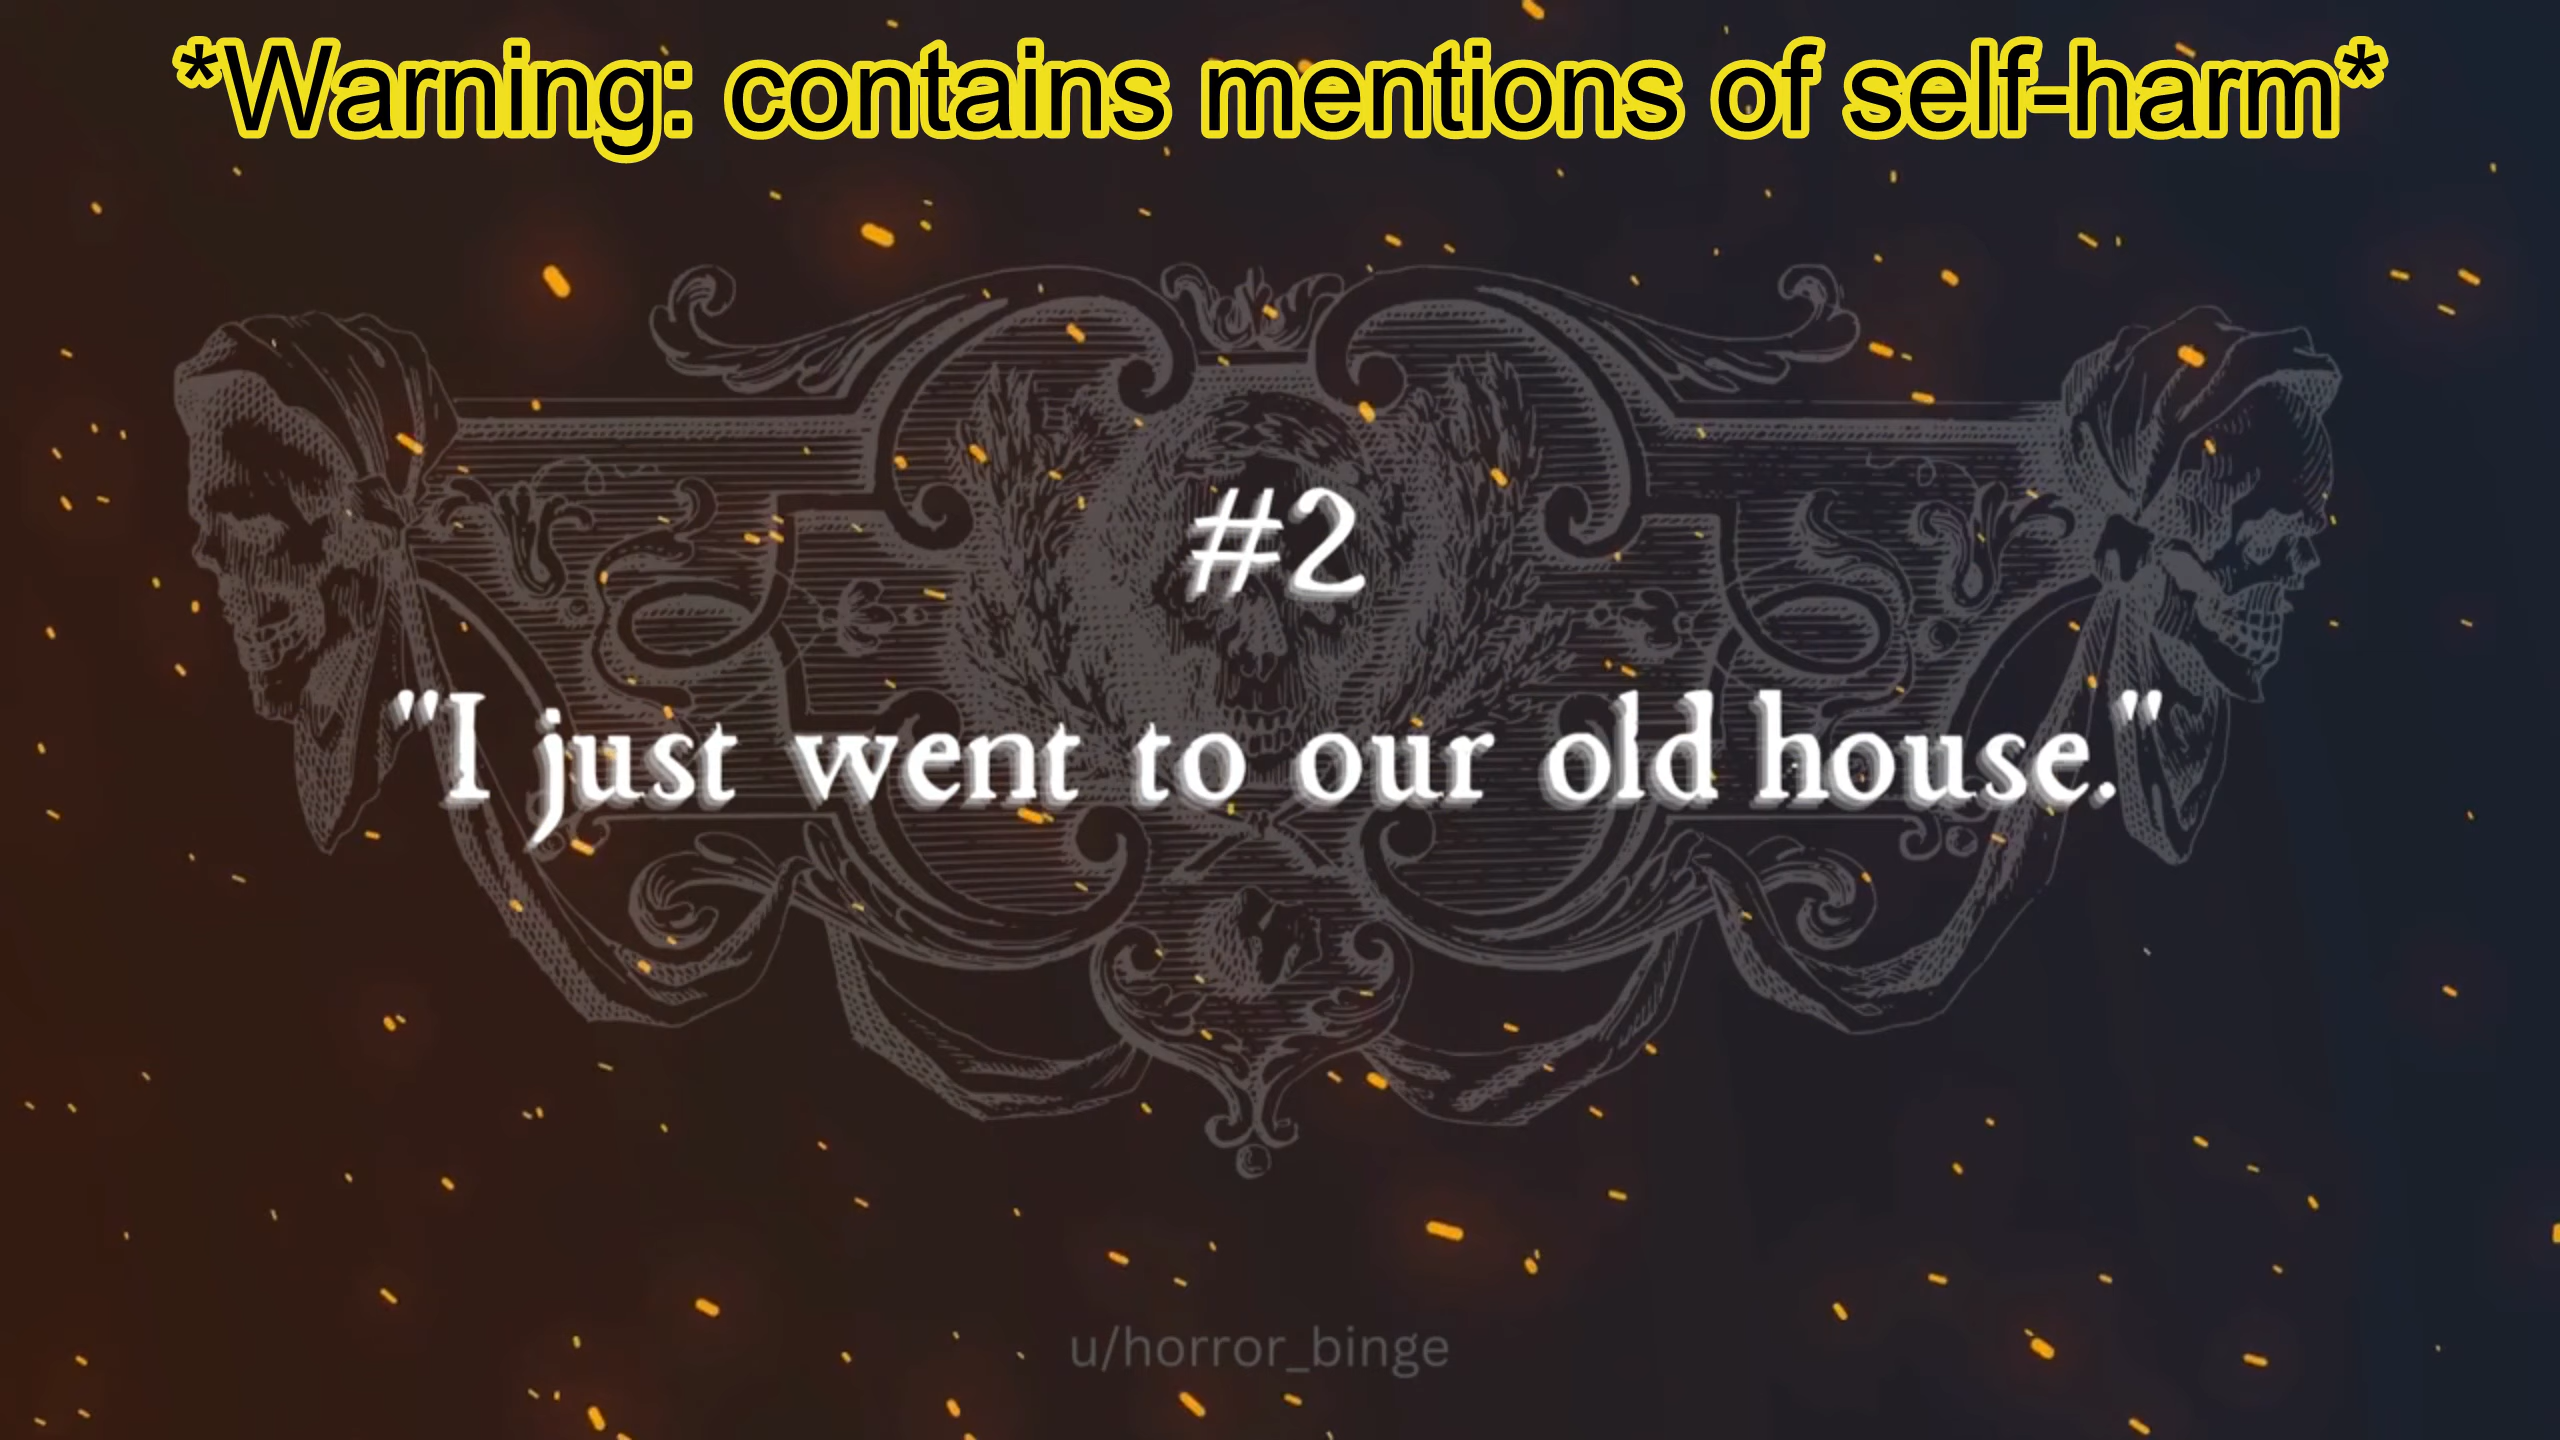 *Warning: contains mentions of self-harm*
#2
"I just went to our old house."
u/horror_binge